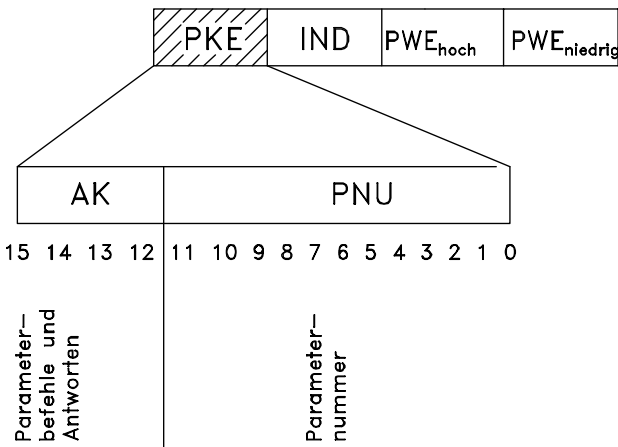 PKE IND PWEhoch PWEniedrig
AK PNU
15 14 13 12 11 10 9 8 7 6 5 4 3 2 1 0
Parameter–
befehle und
Antworten
Parameter–
nummer